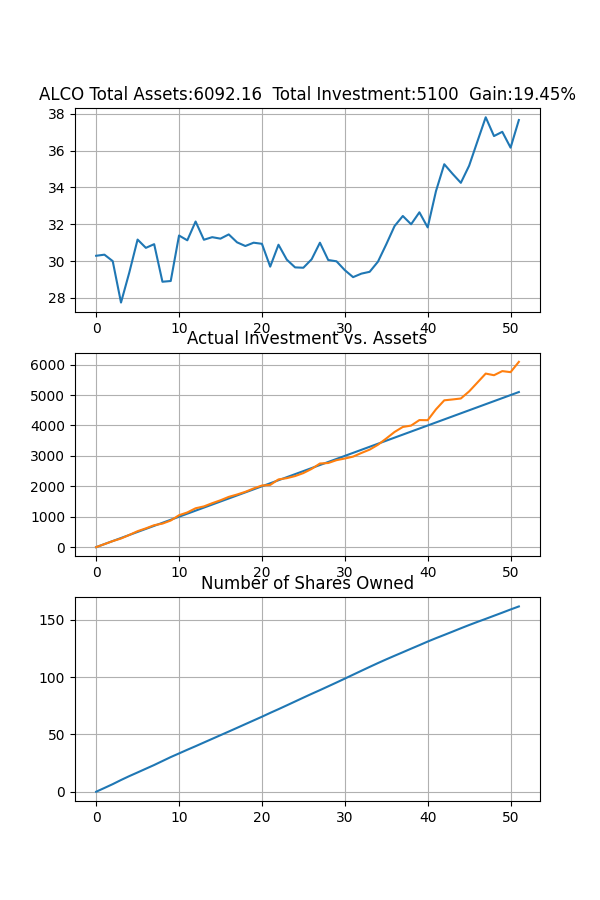 ALCO Total Assets:6092.16  Total Investment:5100  Gain:19.45%
38
36
34
32
30
28
0 10 20 30 40 50
Actual Investment vs. Assets
6000
5000
4000
3000
2000
1000
0
0 10 20 30 40 50
Number of Shares Owned
150
100
50
0
0 10 20 30 40 50